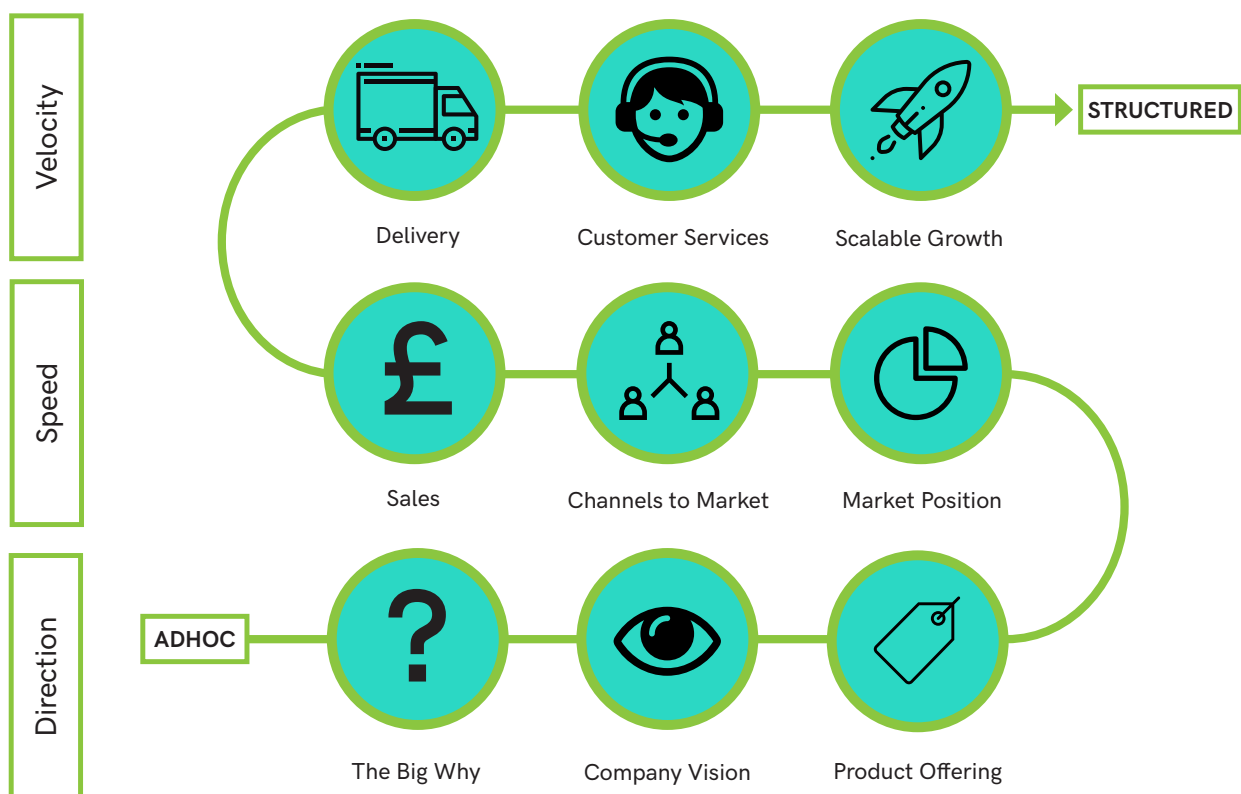 Velocity
STRUCTURED
Delivery
Customer Services
Scalable Growth
Speed
£
Sales
Channels to Market
Market Position
Direction
ADHOC
?
The Big Why
Company Vision
Product Offering